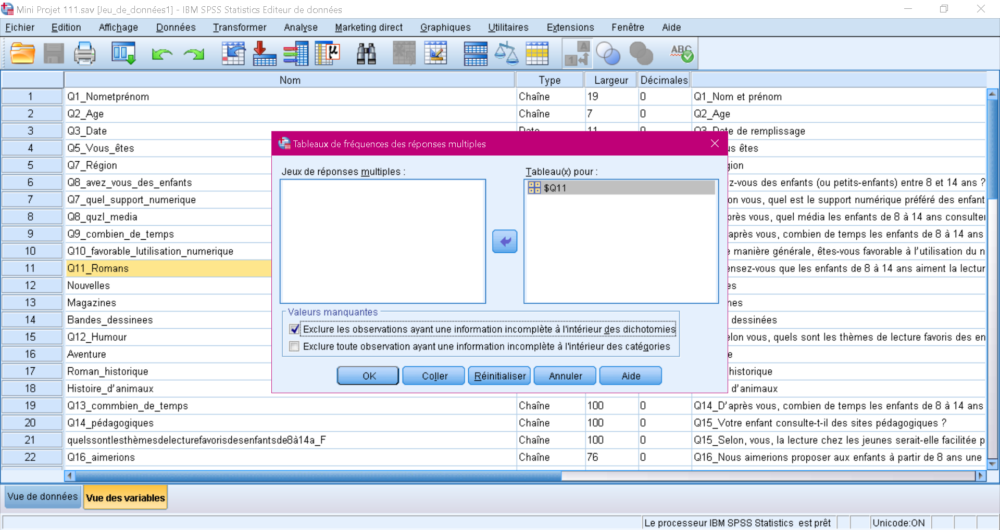 Mini Projet 111.sav [Jeu_de_données1] - IBM SPSS Statistics Editeur de données
Fichier Edition Affichage Données Transformer Analyse Marketing direct Graphiques Utilitaires Extensions Fenêtre Aide
Nom Type Largeur Décimales
1 Q1_Nometprénom Chaîne 19 0 Q1_Nom et prénom
2 Q2_Age Chaîne 7 0 Q2_Age
3 Q3_Date Date 11 0 Q3_Date de remplissage
4 Q5_Vous_êtes us êtes
5 Q7_Région gion
6 Q8_avez_vous_des_enfants z-vous des enfants (ou petits-enfants) entre 8 et 14 ans ?
7 Q7_quel_support_numerique on vous, quel est le support numérique préféré des enfant
8 Q8_quzl_media près vous, quel média les enfants de 8 à 14 ans consulter
9 Q9_combien_de_temps après vous, combien de temps les enfants de 8 à 14 ans
10 Q10_favorable_lutilisation_numerique e manière générale, êtes-vous favorable à l'utilisation du n
11 Q11_Romans ensez-vous que les enfants de 8 à 14 ans aiment la lectur
12 Nouvelles es
13 Magazines nes
14 Bandes_dessinees dessinées
15 Q12_Humour elon vous, quels sont les thèmes de lecture favoris des en
16 Aventure e
17 Roman_historique historique
18 Histoire_d'animaux d'animaux
19 Q13_commbien_de_temps Chaîne 100 0 Q14_D'après vous, combien de temps les enfants de 8 à 14 ans
20 Q14_pédagogiques Chaîne 100 0 Q15_Votre enfant consulte-t-il des sites pédagogiques ?
21 quelssontlesthèmesdelecturefavorisdesenfantsde8à14a_F Chaîne 100 0 Q15_Selon, vous, la lecture chez les jeunes serait-elle facilitée p
22 Q16_aimerions Chaîne 76 0 Q16_Nous aimerions proposer aux enfants à partir de 8 ans une
Tableaux de fréquences des réponses multiples
Jeux de réponses multiples :
Tableau(x) pour :
$Q11
Valeurs manquantes
Exclure les observations ayant une information incomplète à l'intérieur des dichotomies
Exclure toute observation ayant une information incomplète à l'intérieur des catégories
OK Coller Réinitialiser Annuler Aide
Vue de données Vue des variables
Le processeur IBM SPSS Statistics est prêt Unicode:ON